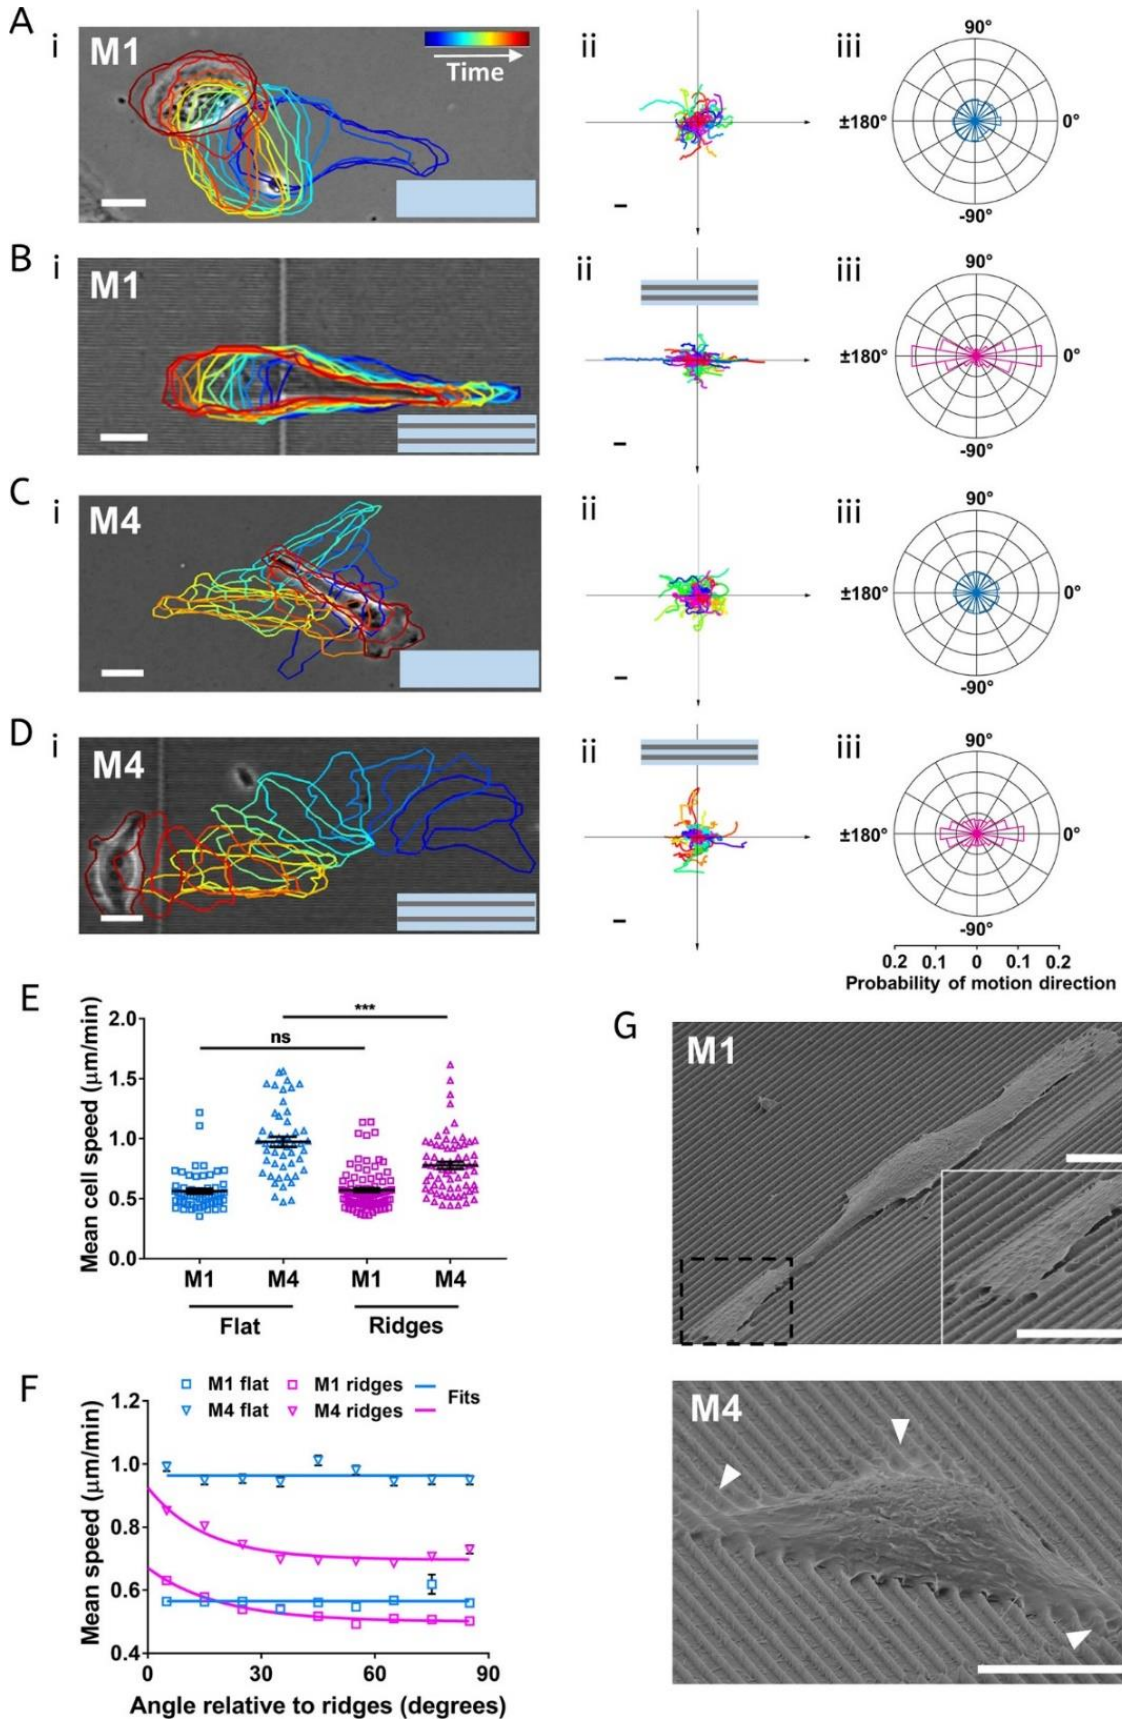 A
i
M1
Time
ii
iii
90°
±180°
0°
-90°
B
i
M1
ii
iii
90°
±180°
0°
-90°
C
i
M4
ii
iii
90°
±180°
0°
-90°
D
i
M4
ii
iii
90°
±180°
0°
-90°
0.2 0.1 0 0.1 0.2
Probability of motion direction
E
Mean cell speed (μm/min)
2.0
1.5
1.0
0.5
0.0
ns
***
M1 M4 M1 M4
Flat Ridges
F
M1 flat M1 ridges Fits
M4 flat M4 ridges
Mean speed (μm/min)
1.2
1.0
0.8
0.6
0.4
0 30 60 90
Angle relative to ridges (degrees)
G
M1
M4